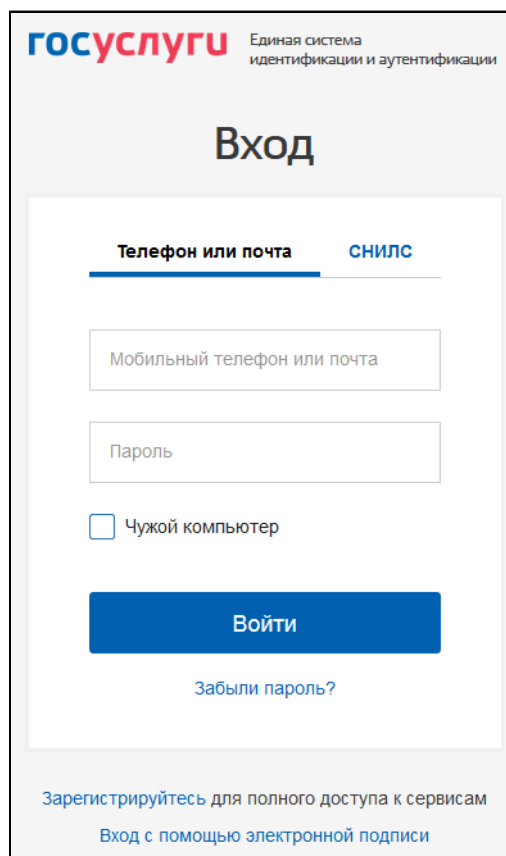 госуслуги
Единая система
идентификации и аутентификации
Вход
Телефон или почта СНИЛС
Мобильный телефон или почта
Пароль
Чужой компьютер
Войти
Забыли пароль?
Зарегистрируйтесь для полного доступа к сервисам
Вход с помощью электронной подписи